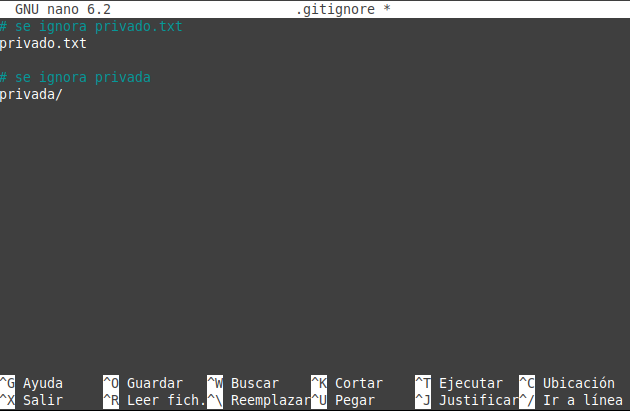 GNU nano 6.2 .gitignore *
# se ignora privado.txt
privado.txt
# se ignora privada
privada/
^G Ayuda ^O Guardar ^W Buscar ^K Cortar ^T Ejecutar ^C Ubicación
^X Salir ^R Leer fich. ^\ Reemplazar ^U Pegar ^J Justificar ^/ Ir a línea